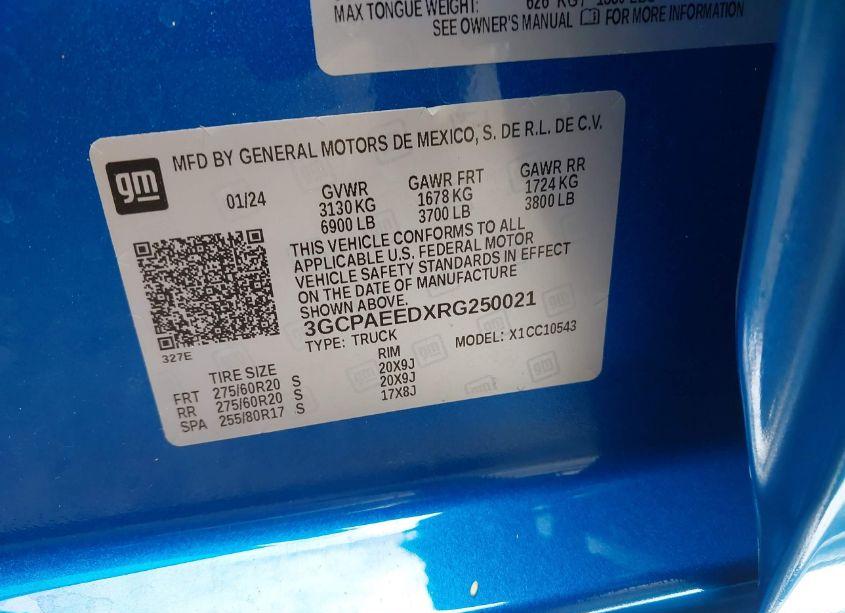 MAX TONGUE WEIGHT: 626 KG /
SEE OWNER'S MANUAL FOR MORE INFORMATION
gm
MFD BY GENERAL MOTORS DE MEXICO, S. DE R.L. DE C.V.
01/24 GVWR GAWR FRT GAWR RR
3130 KG 1678 KG 1724 KG
6900 LB 3700 LB 3800 LB
THIS VEHICLE CONFORMS TO ALL
APPLICABLE U.S. FEDERAL MOTOR
VEHICLE SAFETY STANDARDS IN EFFECT
ON THE DATE OF MANUFACTURE
SHOWN ABOVE.
3GCPAEEDXRG250021
327E
TYPE: TRUCK MODEL: X1CC10543
TIRE SIZE RIM
FRT 275/60R20 S 20X9J
RR 275/60R20 S 20X9J
SPA 255/80R17 S 17X8J